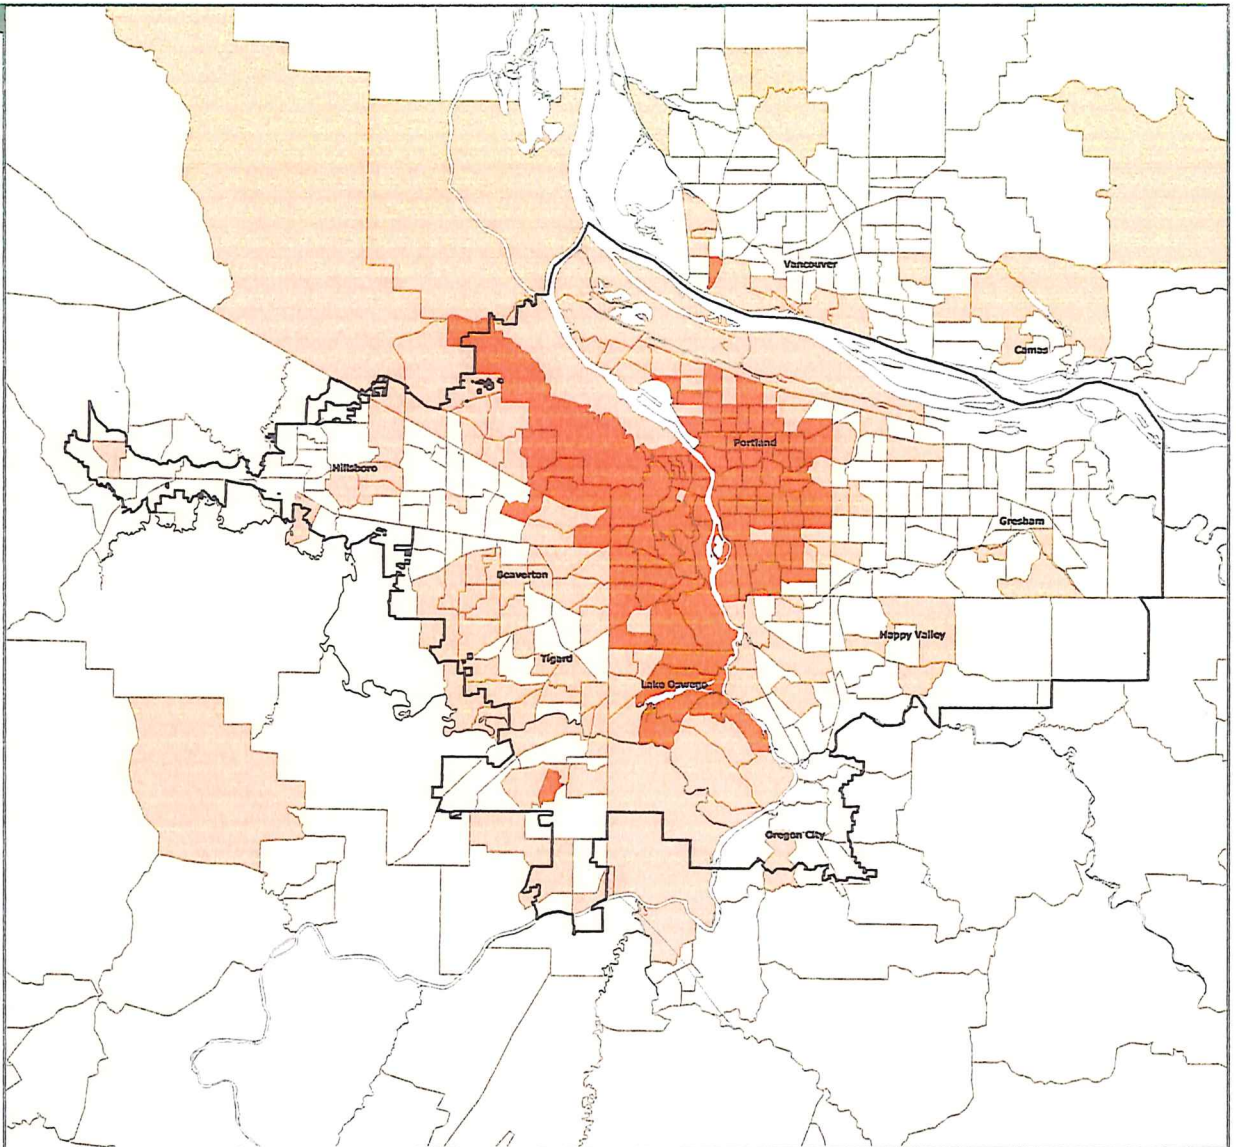 Vancouver
Camas
Portland
Hillsboro
Gresham
Beaverton
Happy Valley
Tigard
Lake Oswego
Oregon City